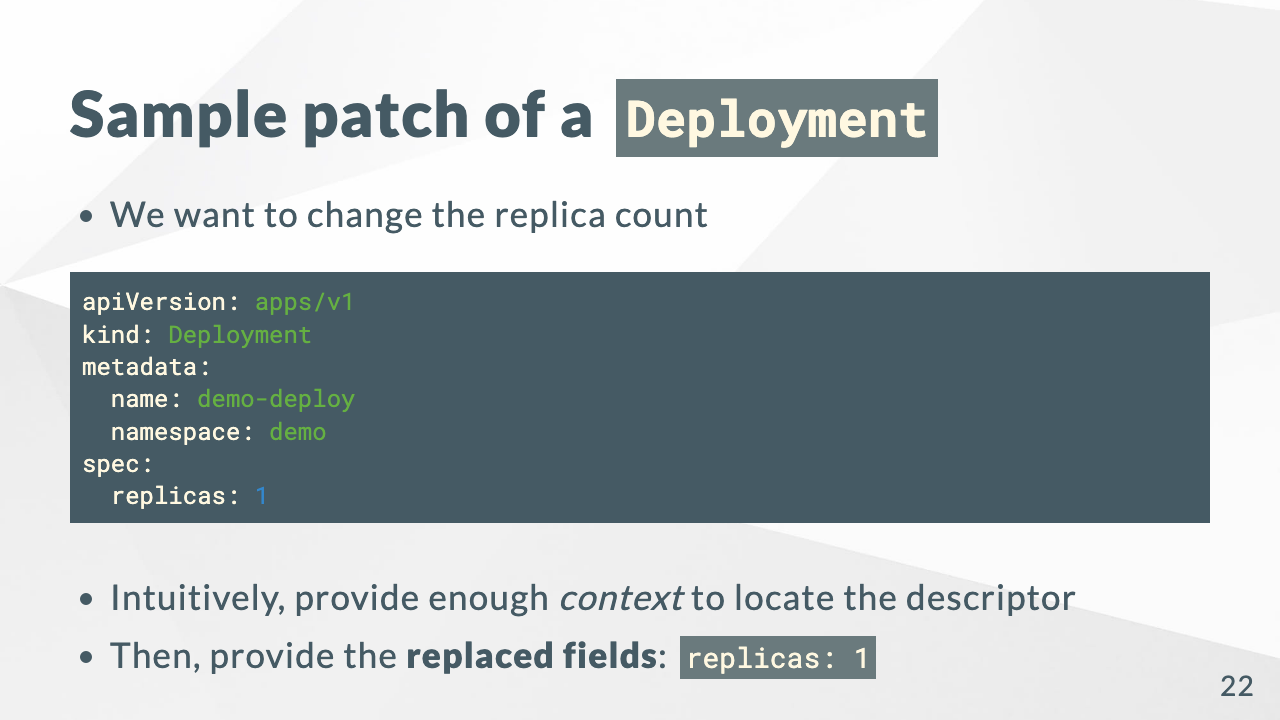 Sample patch of a Deployment
• We want to change the replica count
apiVersion: apps/v1
kind: Deployment
metadata:
  name: demo-deploy
  namespace: demo
spec:
  replicas: 1
• Intuitively, provide enough context to locate the descriptor
• Then, provide the replaced fields: replicas: 1
22